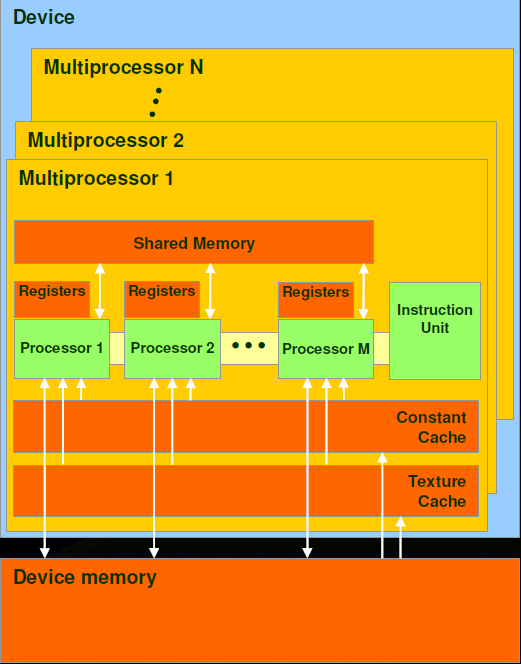 Device
Multiprocessor N
Multiprocessor 2
Multiprocessor 1
Shared Memory
Registers
Registers
Registers
Instruction
Unit
Processor 1
Processor 2
Processor M
Constant
Cache
Texture
Cache
Device memory